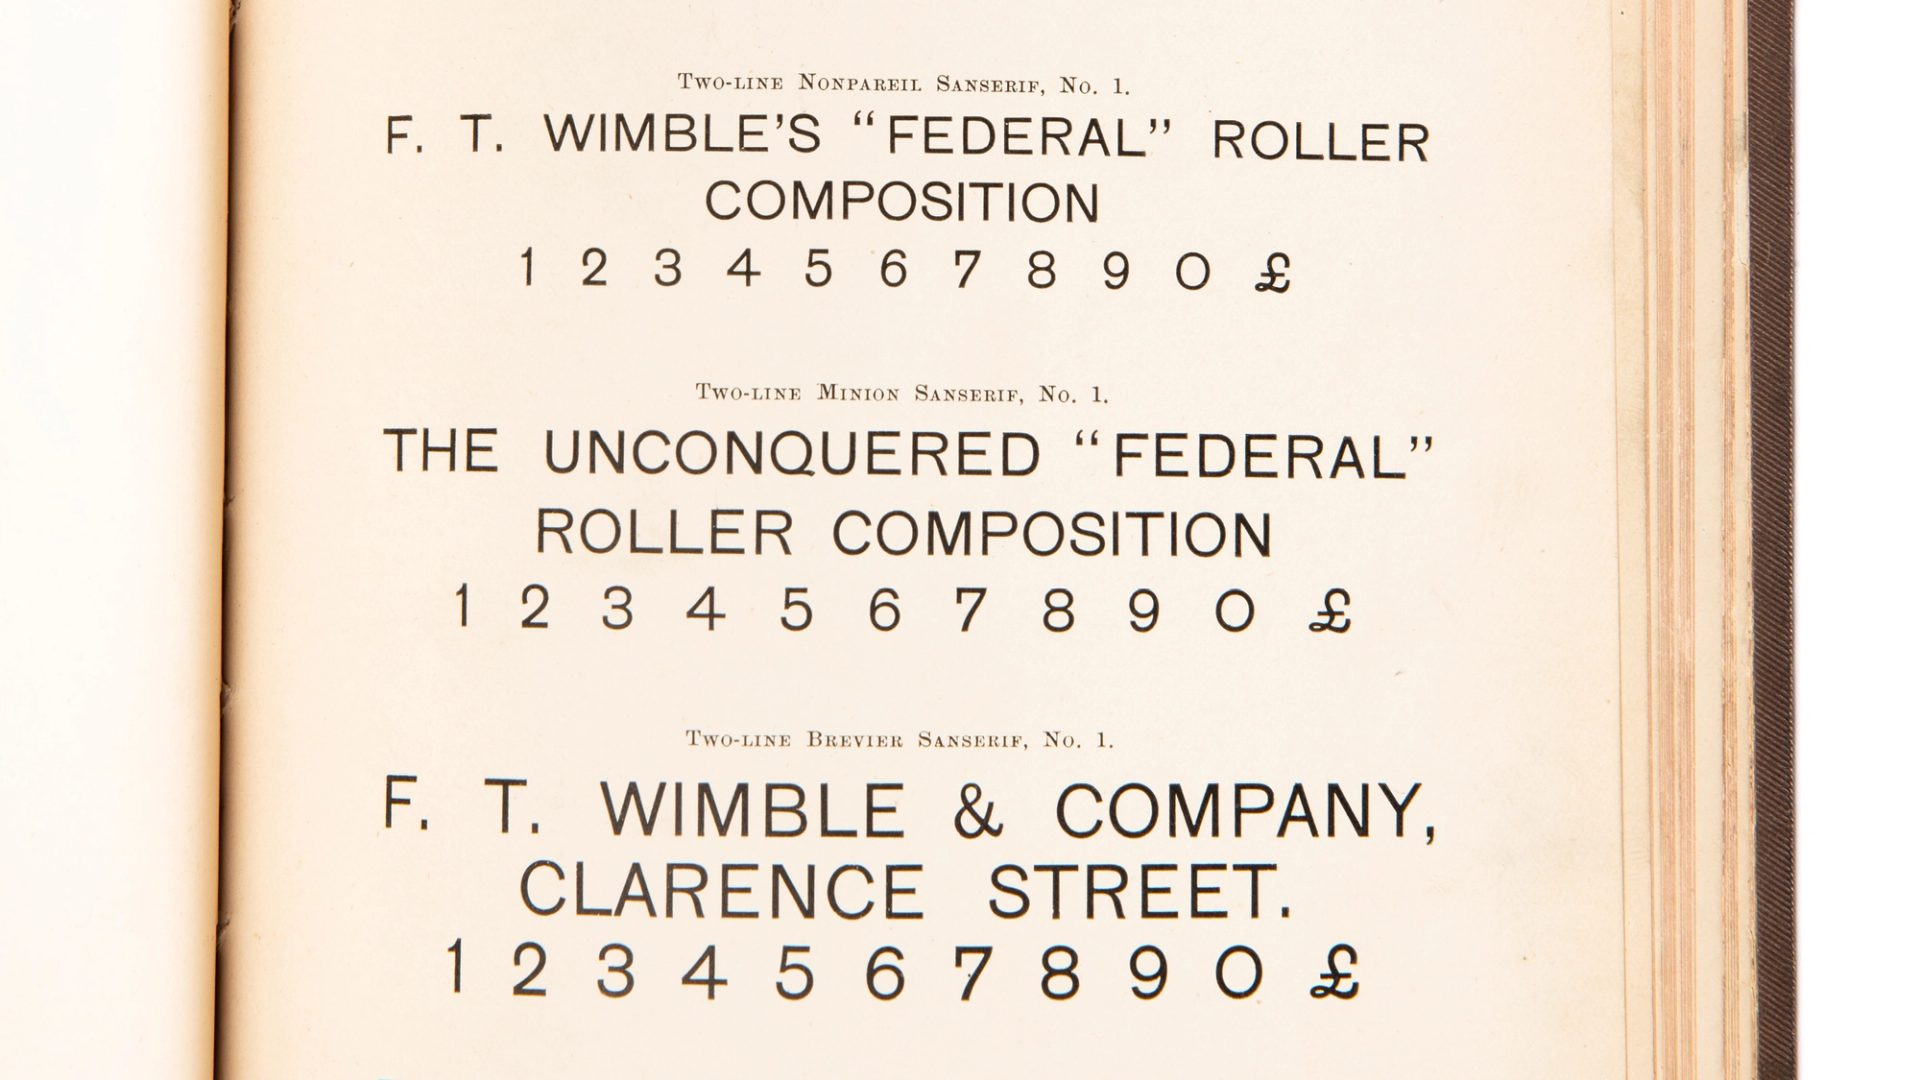 Two-line Nonpareil Sanserif, No. 1.
F. T. WIMBLE'S “FEDERAL” ROLLER
COMPOSITION
1 2 3 4 5 6 7 8 9 0 £
Two-line Minion Sanserif, No. 1.
THE UNCONQUERED “FEDERAL”
ROLLER COMPOSITION
1 2 3 4 5 6 7 8 9 0 £
Two-line Brevier Sanserif, No. 1.
F. T. WIMBLE & COMPANY,
CLARENCE STREET.
1 2 3 4 5 6 7 8 9 0 £